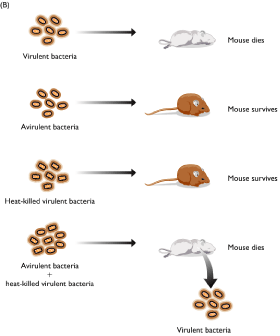 (B)
Virulent bacteria
Mouse dies
Avirulent bacteria
Mouse survives
Heat-killed virulent bacteria
Mouse survives
Avirulent bacteria
+
heat-killed virulent bacteria
Mouse dies
Virulent bacteria